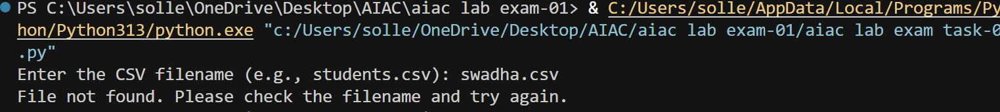 PS C:\Users\solle\OneDrive\Desktop\AIAC\aiac lab exam-01> & C:/Users/solle/AppData/Local/Programs/Py
hon/Python313/python.exe "c:/Users/solle/OneDrive/Desktop/AIAC/aiac lab exam-01/aiac lab exam task-0
.py"
Enter the CSV filename (e.g., students.csv): swadha.csv
File not found. Please check the filename and try again.